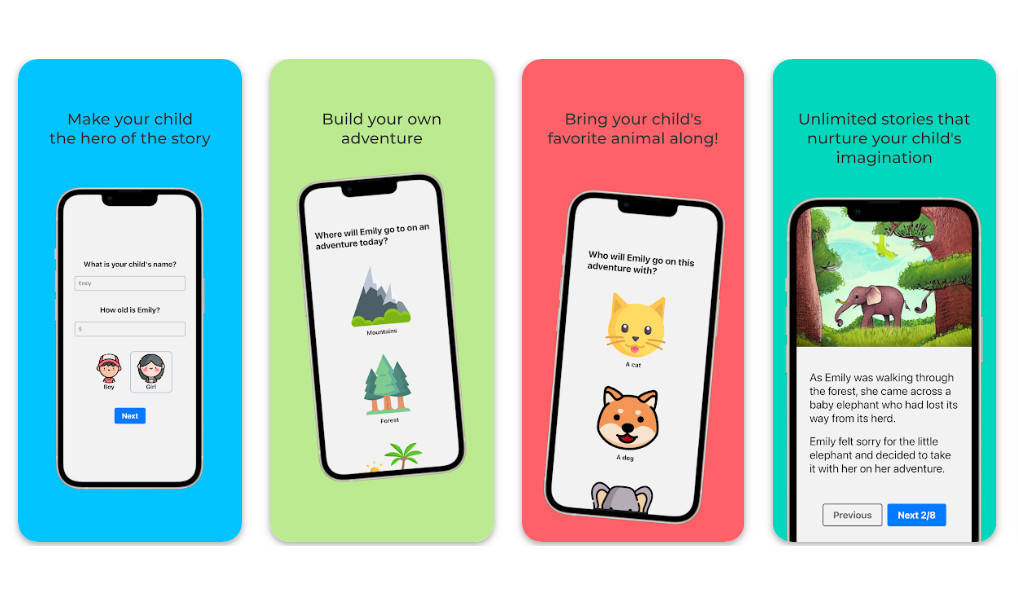 Make your child
the hero of the story
What is your child's name?
Emily
How old is Emily?
5
Boy
Girl
Next
Build your own
adventure
Where will Emily go to on an
adventure today?
Mountains
Forest
Bring your child's
favorite animal along!
Who will Emily go on this
adventure with?
A cat
A dog
Unlimited stories that
nurture your child's
imagination
As Emily was walking through
the forest, she came across a
baby elephant who had lost its
way from its herd.
Emily felt sorry for the little
elephant and decided to take
it with her on her adventure.
Previous
Next 2/8